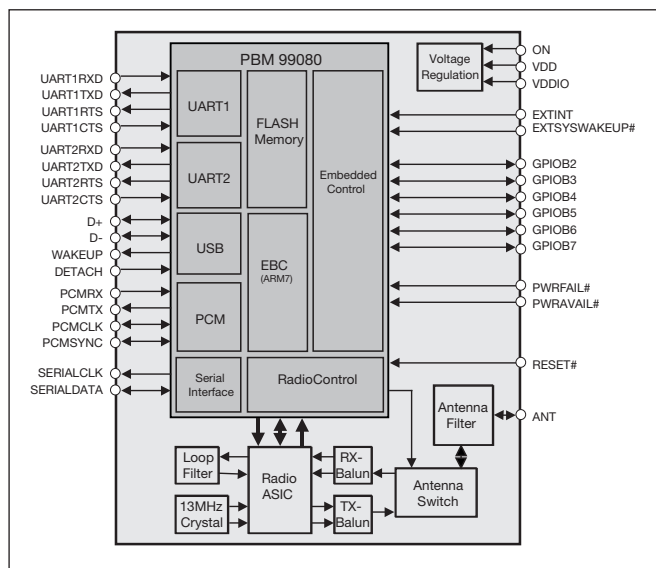 PBM 99080
UART1RXD
UART1TXD
UART1RTS
UART1CTS
UART2RXD
UART2TXD
UART2RTS
UART2CTS
D+
D-
WAKEUP
DETACH
PCMRX
PCMTX
PCMCLK
PCMSYNC
SERIALCLK
SERIALDATA
UART1
UART2
USB
PCM
Serial
Interface
FLASH
Memory
EBC
(ARM7)
Embedded
Control
RadioControl
Voltage
Regulation
ON
VDD
VDDIO
EXTINT
EXTSYSWAKEUP#
GPIOB2
GPIOB3
GPIOB4
GPIOB5
GPIOB6
GPIOB7
PWRFAIL#
PWRAVAIL#
RESET#
ANT
Antenna
Filter
Loop
Filter
13MHz
Crystal
Radio
ASIC
RX-
Balun
TX-
Balun
Antenna
Switch